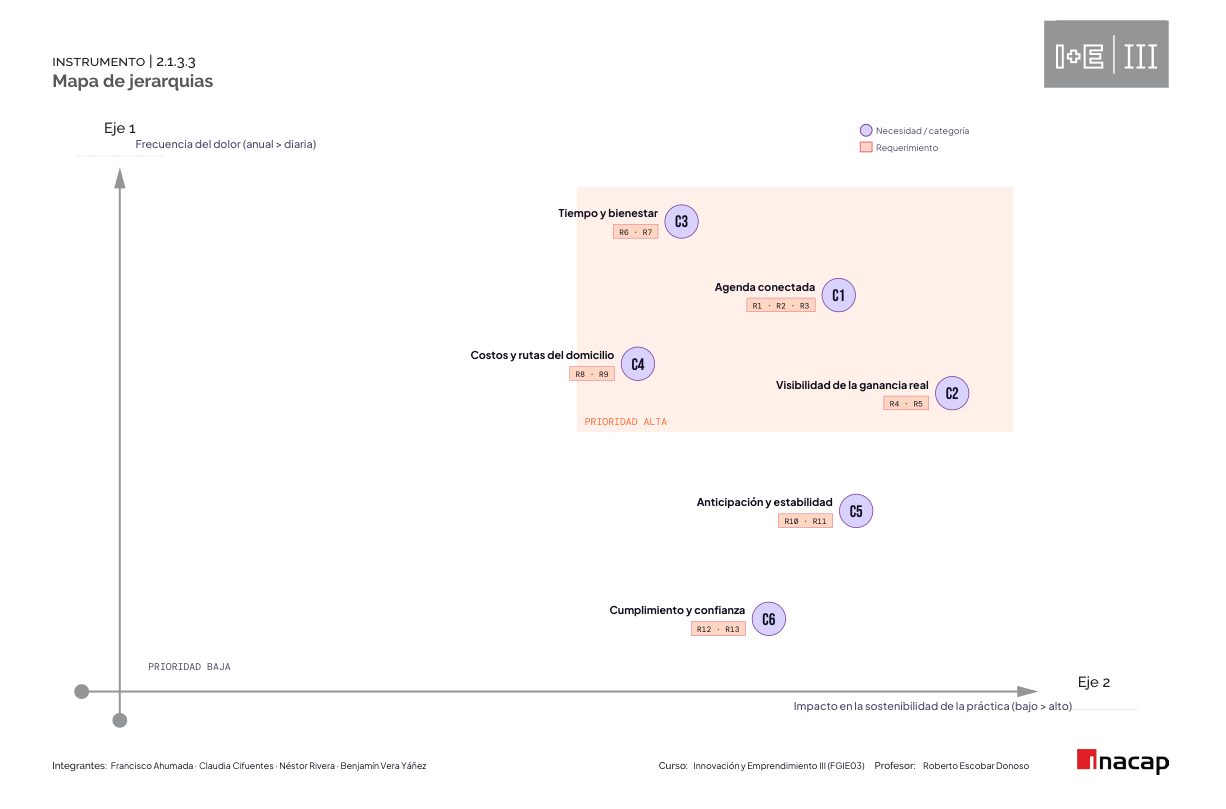 INSTRUMENTO | 2.1.3.3
Mapa de jerarquias
I+E | III
Eje 1
Frecuencia del dolor (anual > diaria)
Necesidad / categoría
Requerimiento
Tiempo y bienestar
R6 · R7
C3
Agenda conectada
R1 · R2 · R3
C1
Costos y rutas del domicilio
R8 · R9
C4
Visibilidad de la ganancia real
R4 · R5
C2
PRIORIDAD ALTA
Anticipación y estabilidad
R10 · R11
C5
Cumplimiento y confianza
R12 · R13
C6
PRIORIDAD BAJA
Eje 2
Impacto en la sostenibilidad de la práctica (bajo > alto)
Integrantes: Francisco Ahumada · Claudia Cifuentes · Néstor Rivera · Benjamín Vera Yáñez
Curso: Innovación y Emprendimiento III (FGIE03) Profesor: Roberto Escobar Donoso
inacap